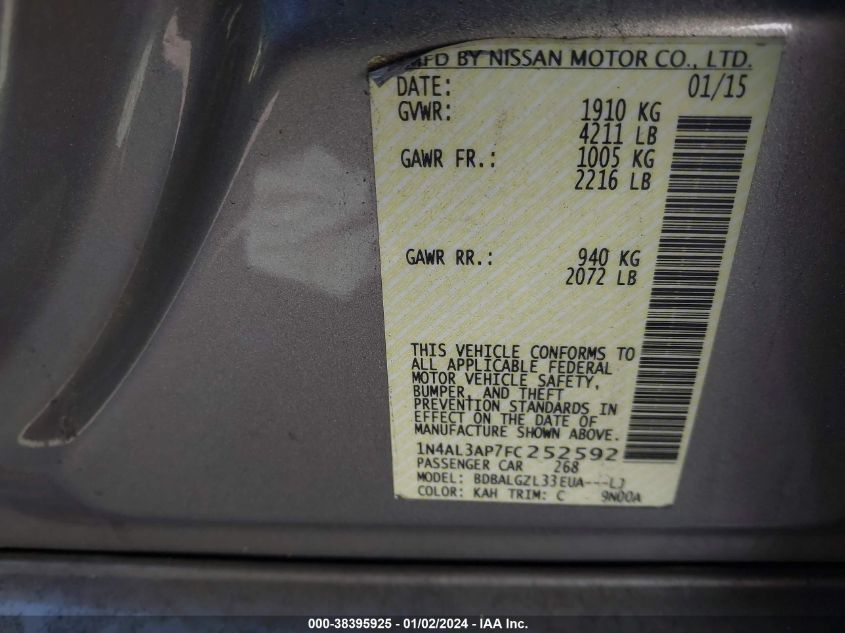 MFD BY NISSAN MOTOR CO., LTD.
DATE: 01/15
GVWR: 1910 KG
4211 LB
GAWR FR.: 1005 KG
2216 LB
GAWR RR.: 940 KG
2072 LB
THIS VEHICLE CONFORMS TO
ALL APPLICABLE FEDERAL
MOTOR VEHICLE SAFETY,
BUMPER, AND THEFT
PREVENTION STANDARDS IN
EFFECT ON THE DATE OF
MANUFACTURE SHOWN ABOVE.
1N4AL3AP7FC252592
PASSENGER CAR 268
MODEL: BDBALGZL33EUA---LJ
COLOR: KAH TRIM: C 9N00A
000-38395925 - 01/02/2024 - IAA Inc.